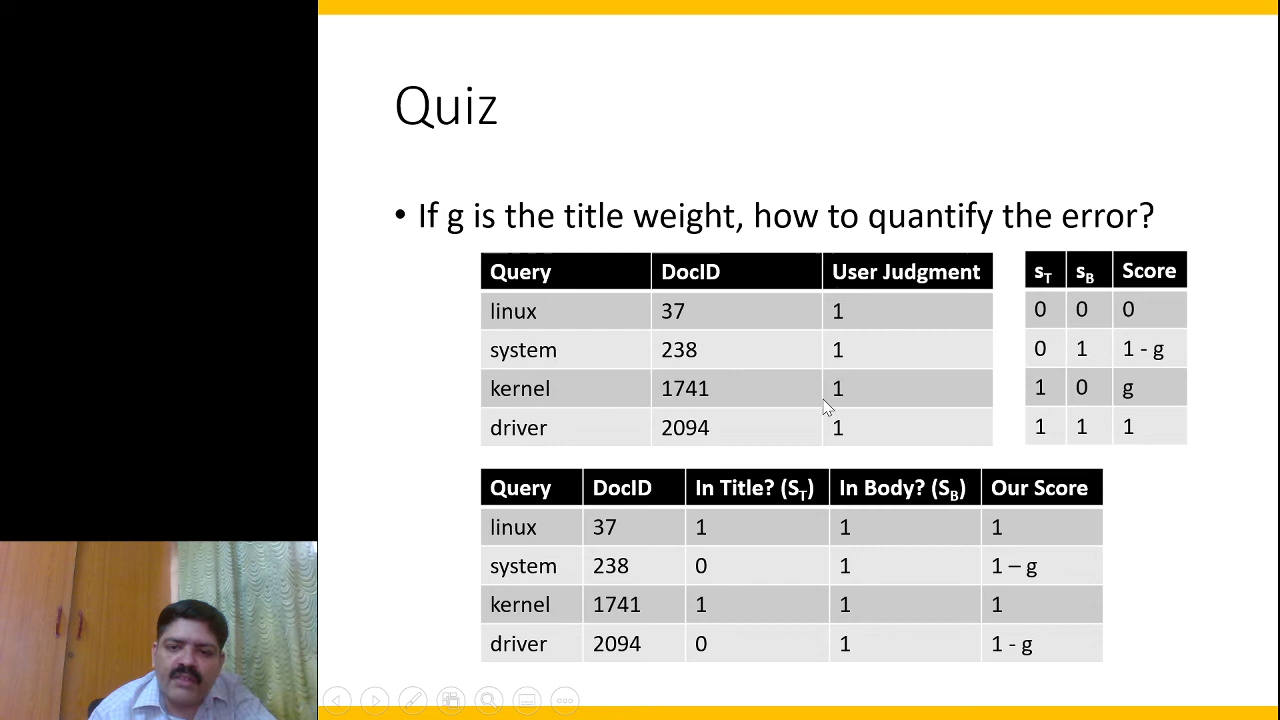 Quiz
• If g is the title weight, how to quantify the error?
Query DocID User Judgment
linux 37 1
system 238 1
kernel 1741 1
driver 2094 1
sT sB Score
0 0 0
0 1 1 - g
1 0 g
1 1 1
Query DocID In Title? (ST) In Body? (SB) Our Score
linux 37 1 1 1
system 238 0 1 1 – g
kernel 1741 1 1 1
driver 2094 0 1 1 - g